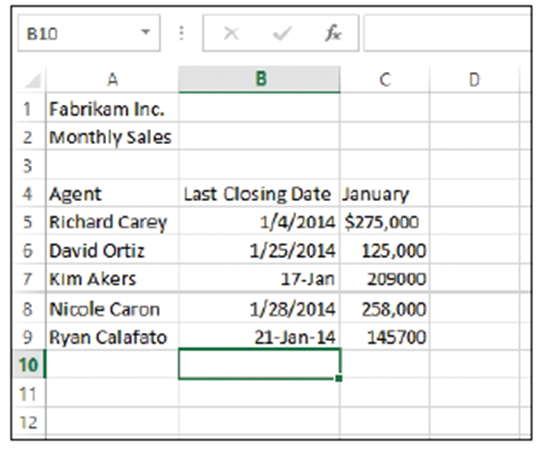 B10 fx
A B C D
1 Fabrikam Inc.
2 Monthly Sales
3
4 Agent Last Closing Date January
5 Richard Carey 1/4/2014 $275,000
6 David Ortiz 1/25/2014 125,000
7 Kim Akers 17-Jan 209000
8 Nicole Caron 1/28/2014 258,000
9 Ryan Calafato 21-Jan-14 145700
10
11
12